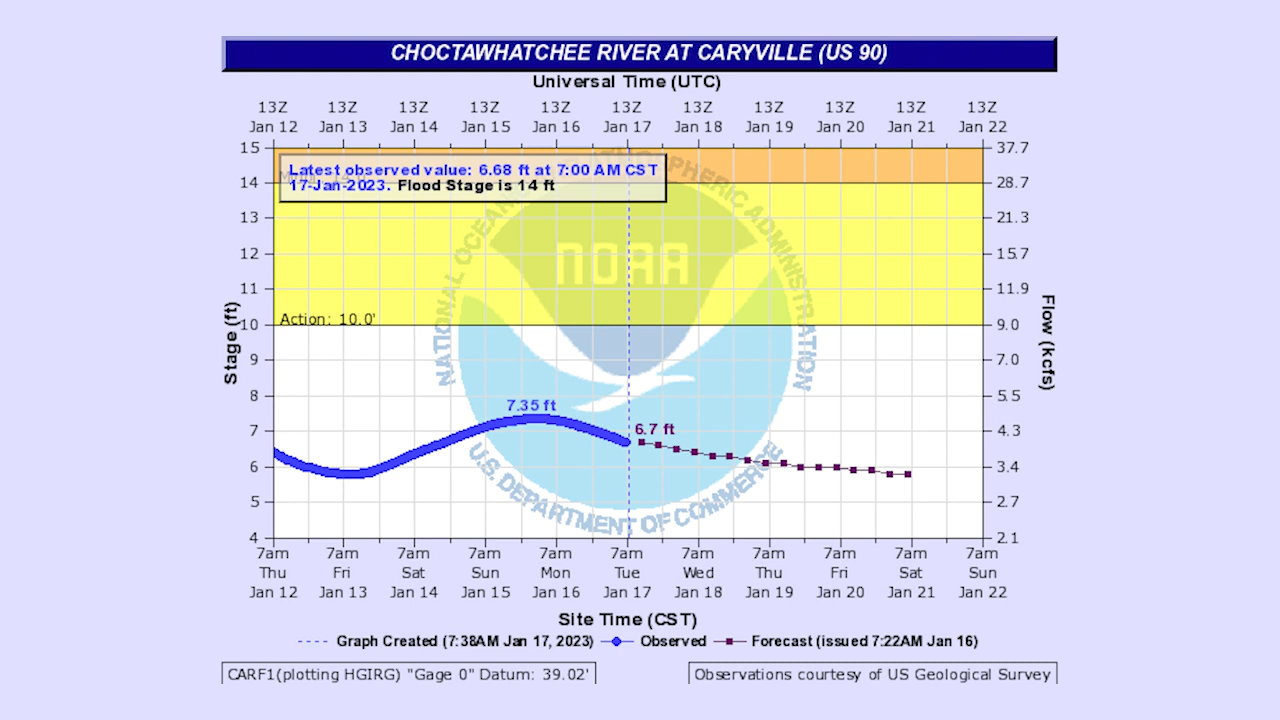 CHOCTAWHATCHEE RIVER AT CARYVILLE (US 90)
Universal Time (UTC)
13Z 13Z 13Z 13Z 13Z 13Z 13Z 13Z 13Z 13Z 13Z
Jan 12 Jan 13 Jan 14 Jan 15 Jan 16 Jan 17 Jan 18 Jan 19 Jan 20 Jan 21 Jan 22
15 37.7
Latest observed value: 6.68 ft at 7:00 AM CST
17-Jan-2023. Flood Stage is 14 ft
14 28.7
13 21.3
12 15.7
11 11.9
Action: 10.0'
10 9.0
9 7.0
8 5.5
7 4.3
6 3.4
5 2.7
4 2.1
Stage (ft)
Flow (kcfs)
7.35 ft
6.7 ft
NATIONAL OCEANIC AND ATMOSPHERIC ADMINISTRATION
NOAA
U.S. DEPARTMENT OF COMMERCE
7am 7am 7am 7am 7am 7am 7am 7am 7am 7am 7am
Thu Fri Sat Sun Mon Tue Wed Thu Fri Sat Sun
Jan 12 Jan 13 Jan 14 Jan 15 Jan 16 Jan 17 Jan 18 Jan 19 Jan 20 Jan 21 Jan 22
Site Time (CST)
Graph Created (7:38AM Jan 17, 2023) Observed Forecast (issued 7:22AM Jan 16)
CARF1(plotting HGIRG) "Gage 0" Datum: 39.02'
Observations courtesy of US Geological Survey